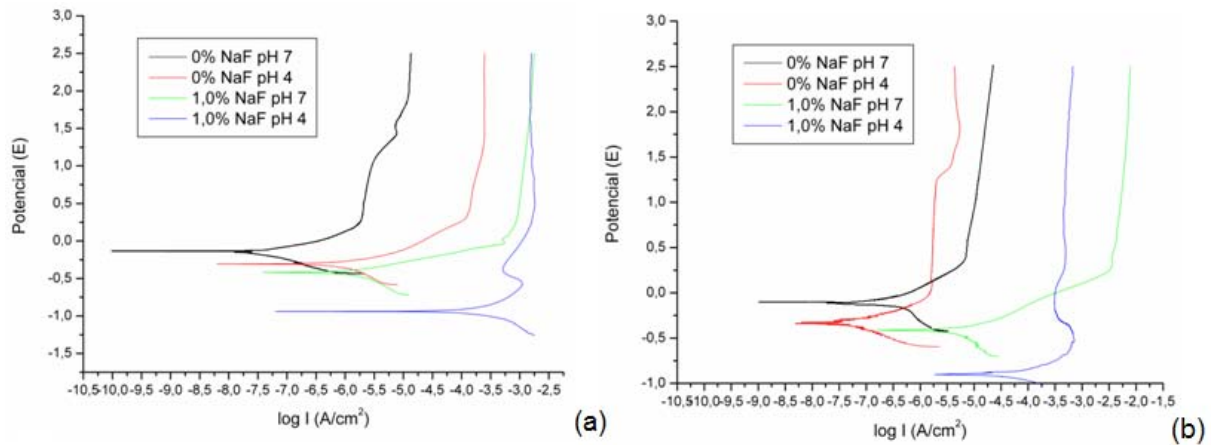 3,0
2,5
2,0
1,5
1,0
0,5
0,0
-0,5
-1,0
-1,5
Potencial (E)
0% NaF pH 7
0% NaF pH 4
1,0% NaF pH 7
1,0% NaF pH 4
-10,5-10,0 -9,5 -9,0 -8,5 -8,0 -7,5 -7,0 -6,5 -6,0 -5,5 -5,0 -4,5 -4,0 -3,5 -3,0 -2,5
log I (A/cm²)
(a)
3,0
2,5
2,0
1,5
1,0
0,5
0,0
-0,5
-1,0
Potencial (E)
0% NaF pH 7
0% NaF pH 4
1,0% NaF pH 7
1,0% NaF pH 4
-10,510,0-9,5 -9,0 -8,5 -8,0 -7,5 -7,0 -6,5 -6,0 -5,5 -5,0 -4,5 -4,0 -3,5 -3,0 -2,5 -2,0 -1,5
log I (A/cm²)
(b)